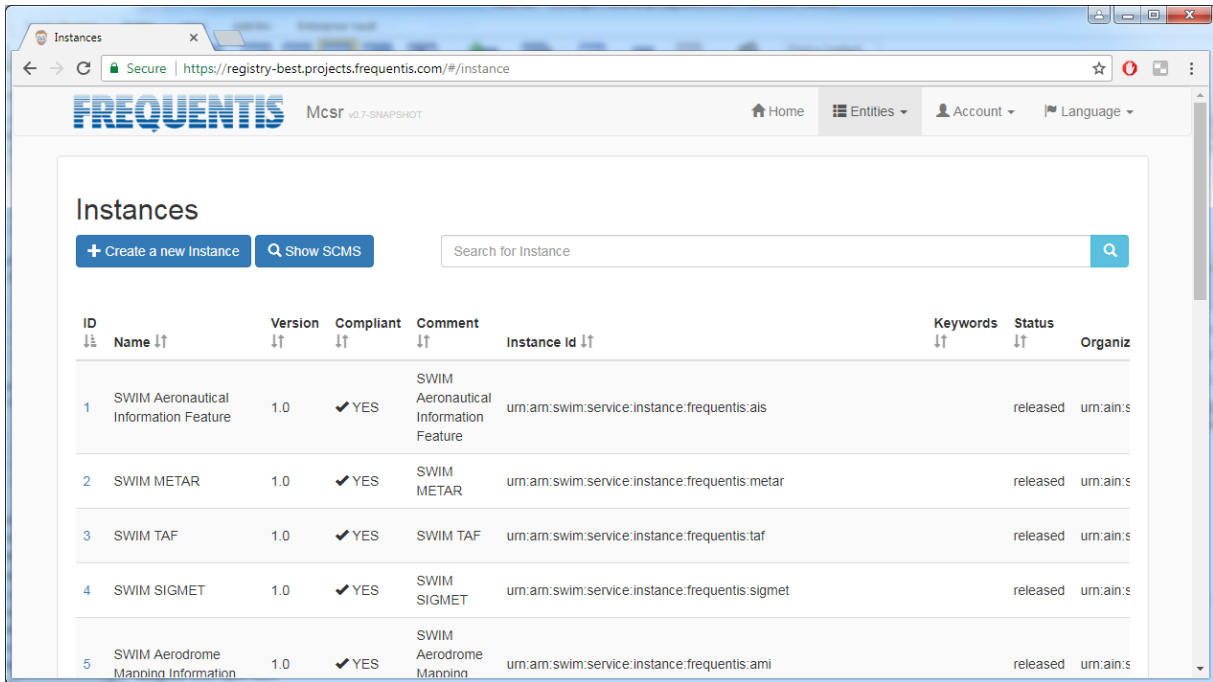 Instances
Secure | https://registry-best.projects.frequentis.com/#/instance
FREQUENTIS Mcsr v0.7-SNAPSHOT Home Entities Account Language
Instances
Create a new Instance Show SCMS Search for Instance
ID Name Version Compliant Comment Instance Id Keywords Status Organiz
1 SWIM Aeronautical Information Feature 1.0 YES SWIM Aeronautical Information Feature urn:arn:swim:service:instance:frequentis:ais released urn:ain:s
2 SWIM METAR 1.0 YES SWIM METAR urn:arn:swim:service:instance:frequentis:metar released urn:ain:s
3 SWIM TAF 1.0 YES SWIM TAF urn:arn:swim:service:instance:frequentis:taf released urn:ain:s
4 SWIM SIGMET 1.0 YES SWIM SIGMET urn:arn:swim:service:instance:frequentis:sigmet released urn:ain:s
5 SWIM Aerodrome Mapping Information 1.0 YES SWIM Aerodrome Mapping urn:arn:swim:service:instance:frequentis:ami released urn:ain:s